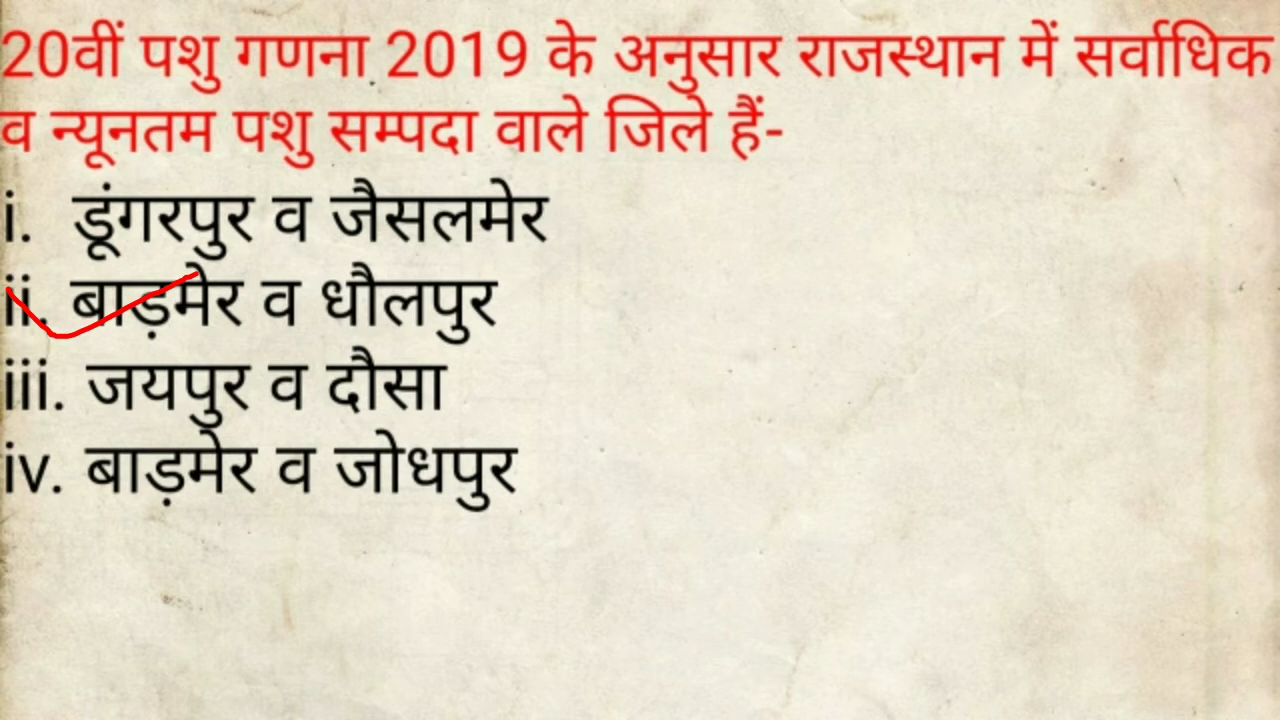 20वीं पशु गणना 2019 के अनुसार राजस्थान में सर्वाधिक
व न्यूनतम पशु सम्पदा वाले जिले हैं-
i. डूंगरपुर व जैसलमेर
ii. बाड़मेर व धौलपुर
iii. जयपुर व दौसा
iv. बाड़मेर व जोधपुर